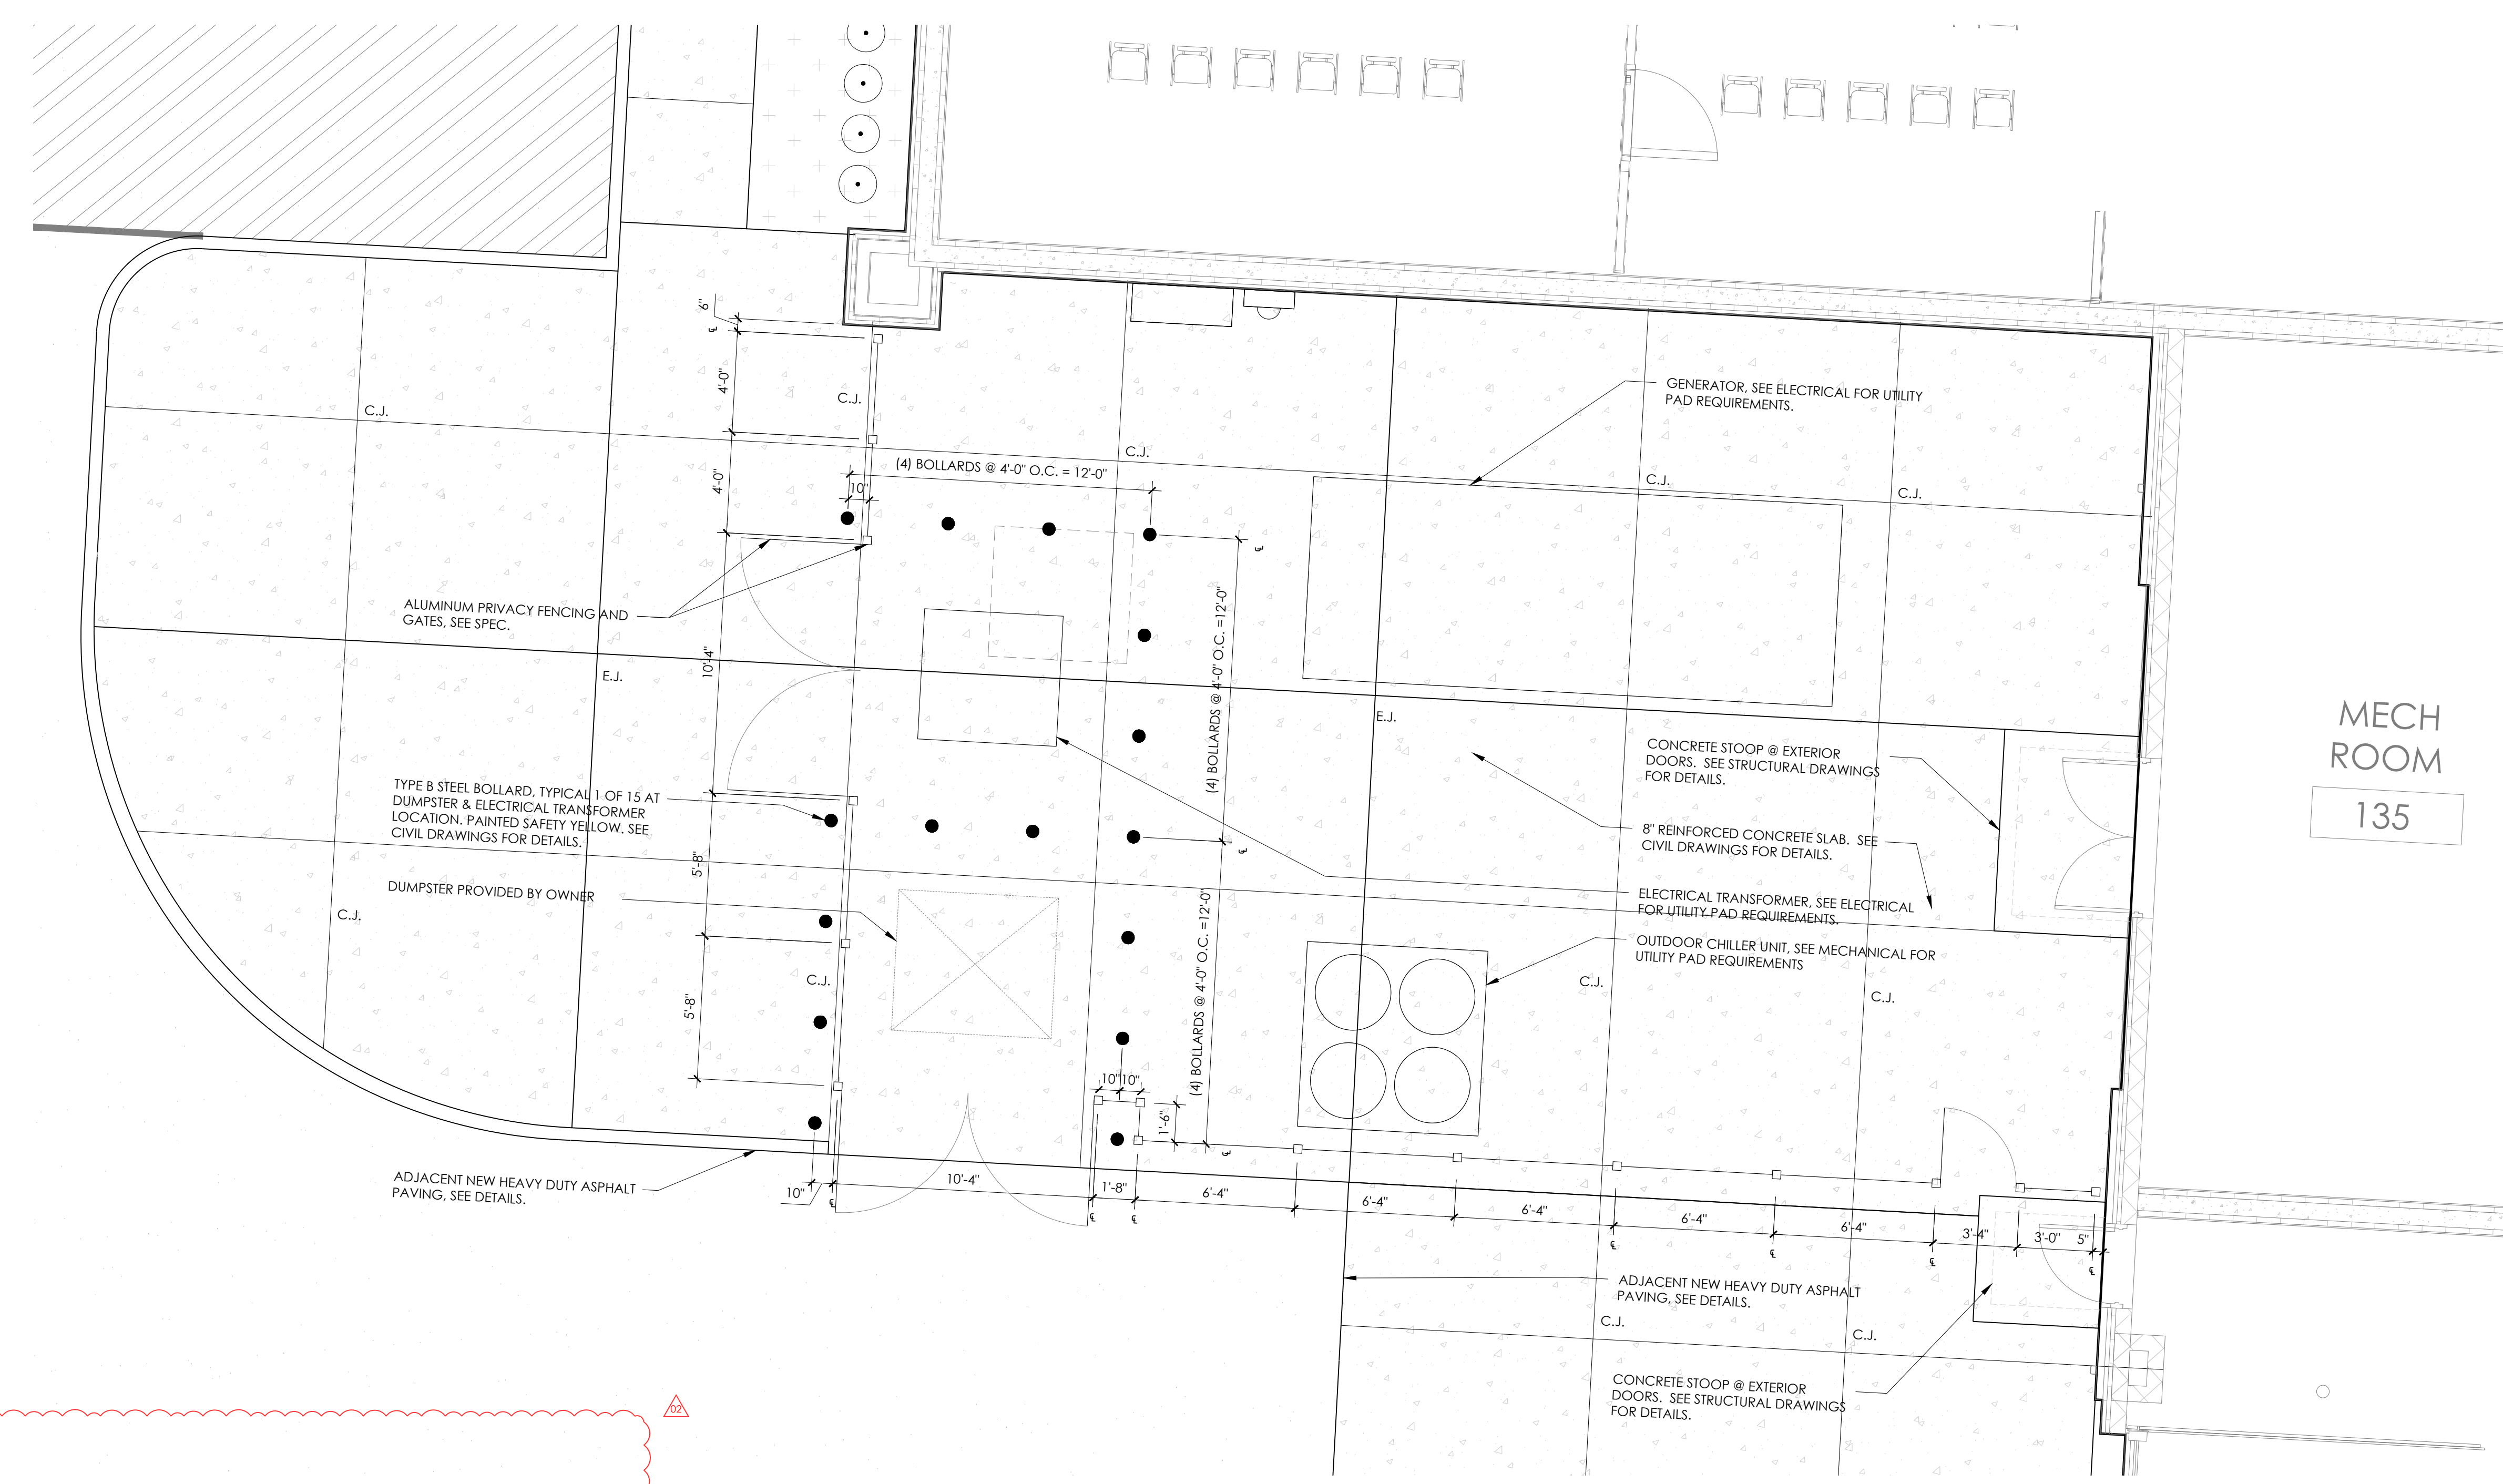 6"
℄
4'-0"
C.J.
C.J.
4'-0"
(4) BOLLARDS @ 4'-0" O.C. = 12'-0"
10"
C.J.
GENERATOR, SEE ELECTRICAL FOR UTILITY
PAD REQUIREMENTS.
C.J.
C.J.
℄
ALUMINUM PRIVACY FENCING AND
GATES, SEE SPEC.
10'-4"
E.J.
(4) BOLLARDS @ 4'-0" O.C. =12'-0"
E.J.
MECH
ROOM
135
CONCRETE STOOP @ EXTERIOR
DOORS. SEE STRUCTURAL DRAWINGS
FOR DETAILS.
TYPE B STEEL BOLLARD, TYPICAL 1 OF 15 AT
DUMPSTER & ELECTRICAL TRANSFORMER
LOCATION. PAINTED SAFETY YELLOW. SEE
CIVIL DRAWINGS FOR DETAILS.
8" REINFORCED CONCRETE SLAB. SEE
CIVIL DRAWINGS FOR DETAILS.
℄
5'-8"
DUMPSTER PROVIDED BY OWNER
C.J.
ELECTRICAL TRANSFORMER, SEE ELECTRICAL
FOR UTILITY PAD REQUIREMENTS.
OUTDOOR CHILLER UNIT, SEE MECHANICAL FOR
UTILITY PAD REQUIREMENTS
(4) BOLLARDS @ 4'-0" O.C. =12'-0"
5'-8"
C.J.
C.J.
C.J.
10" 10"
1'-6"
℄
ADJACENT NEW HEAVY DUTY ASPHALT
PAVING, SEE DETAILS.
10"
℄
10'-4"
℄
1'-8"
℄
6'-4"
6'-4"
6'-4"
℄
6'-4"
℄
6'-4"
℄
3'-4"
3'-0"
5"
℄
ADJACENT NEW HEAVY DUTY ASPHALT
PAVING, SEE DETAILS.
C.J.
C.J.
CONCRETE STOOP @ EXTERIOR
DOORS. SEE STRUCTURAL DRAWINGS
FOR DETAILS.
02